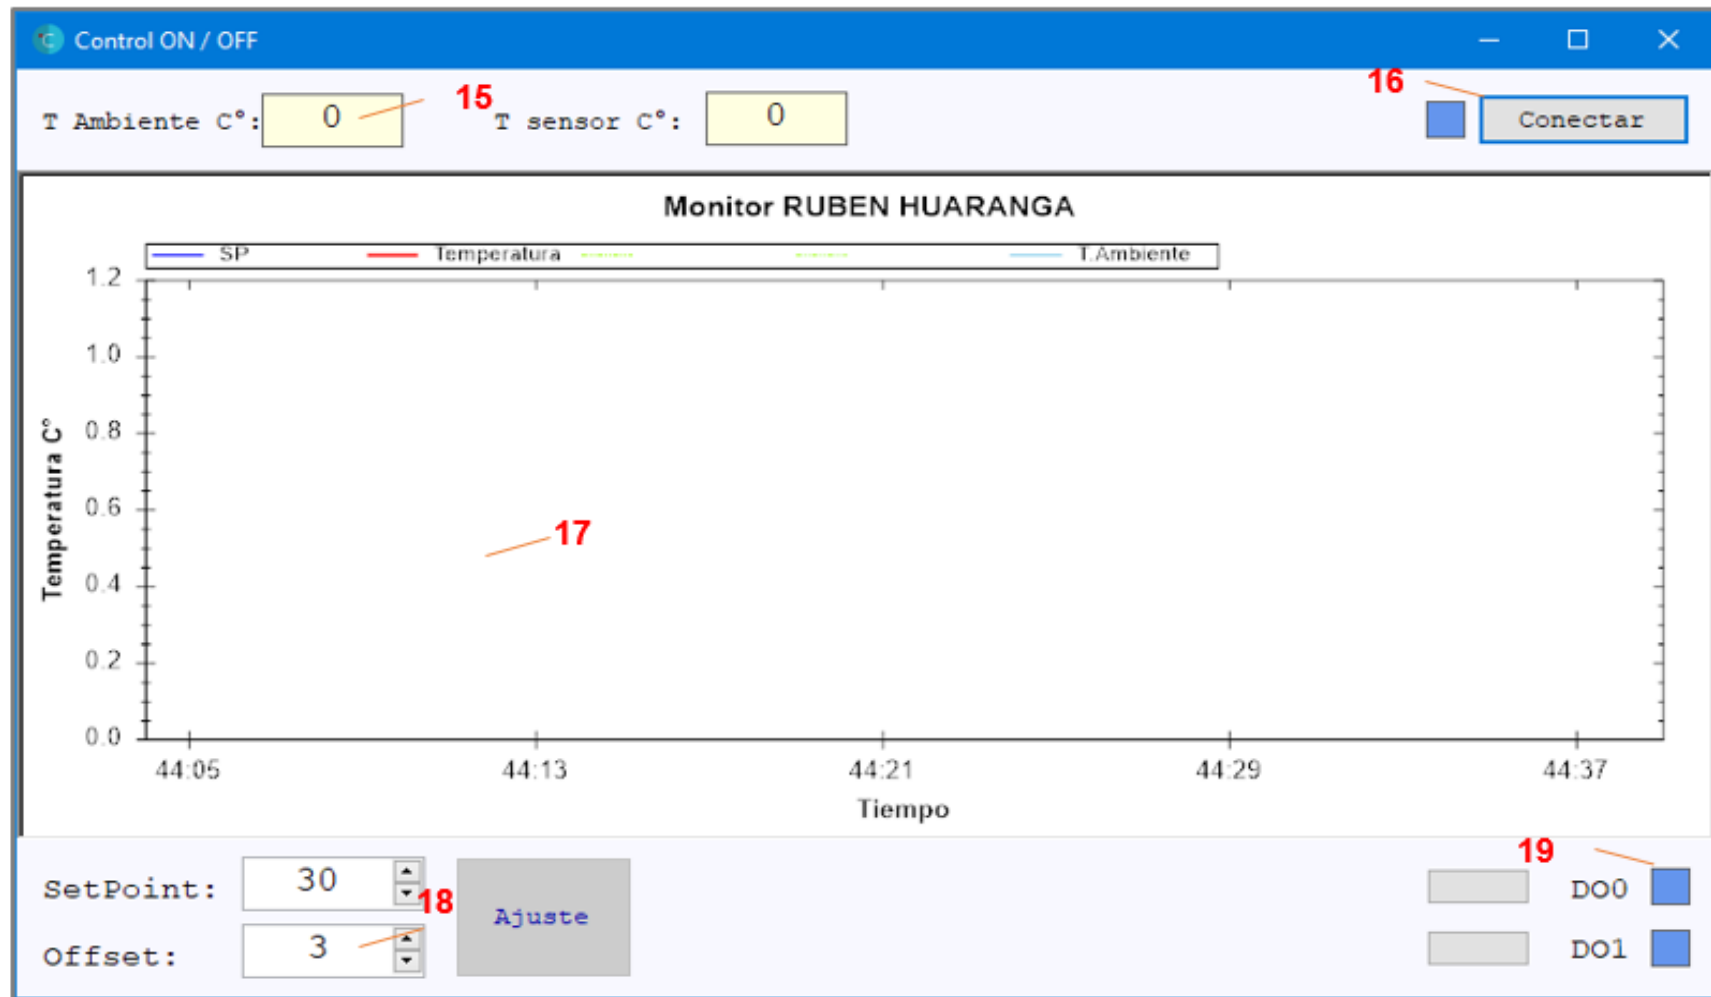 Control ON / OFF
T Ambiente C°: 0 15 T sensor C°: 0 16 Conectar
Monitor RUBEN HUARANGA
SP Temperatura T.Ambiente
1.2
1.0
0.8
0.6
0.4
0.2
0.0
Temperatura C°
17
44:05 44:13 44:21 44:29 44:37
Tiempo
SetPoint: 30 18 Ajuste 19 DO0
Offset: 3 DO1